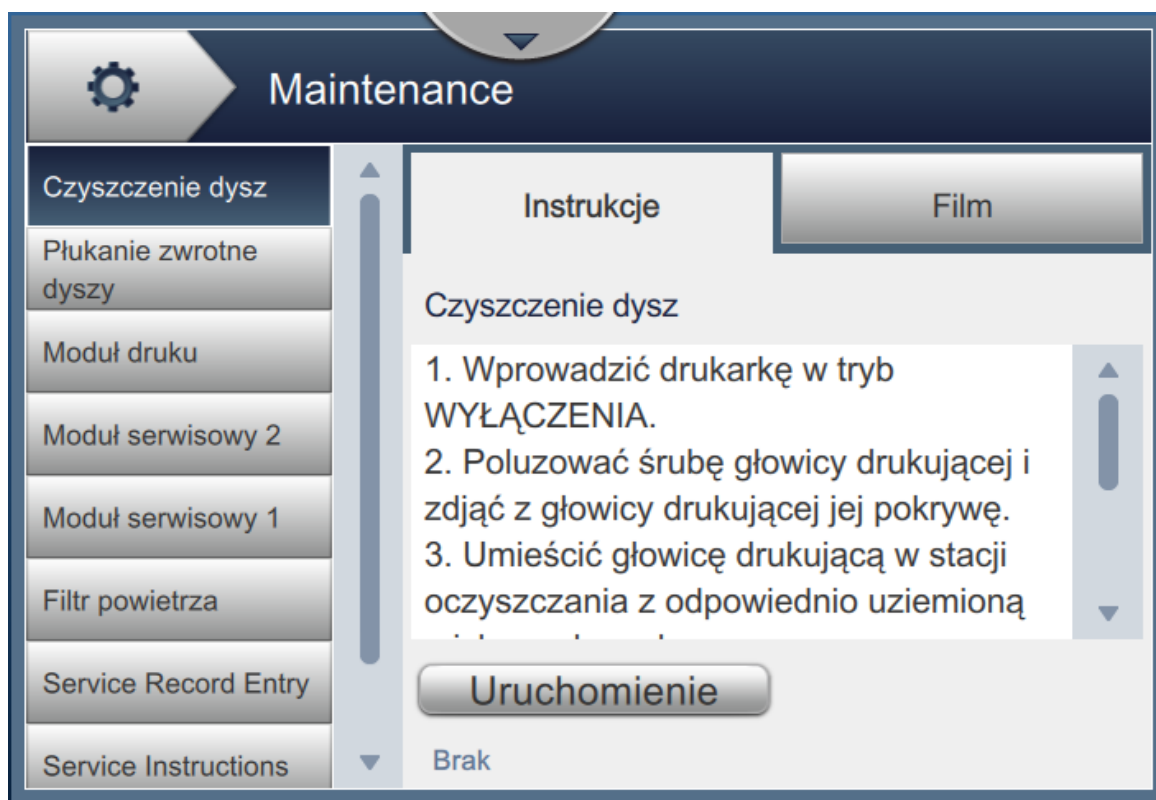 Maintenance
Czyszczenie dysz
Płukanie zwrotne
dyszy
Moduł druku
Moduł serwisowy 2
Moduł serwisowy 1
Filtr powietrza
Service Record Entry
Service Instructions
Instrukcje
Film
Czyszczenie dysz
1. Wprowadzić drukarkę w tryb
WYŁĄCZENIA.
2. Poluzować śrubę głowicy drukującej i
zdjąć z głowicy drukującej jej pokrywę.
3. Umieścić głowicę drukującą w stacji
oczyszczania z odpowiednio uziemioną
Uruchomienie
Brak